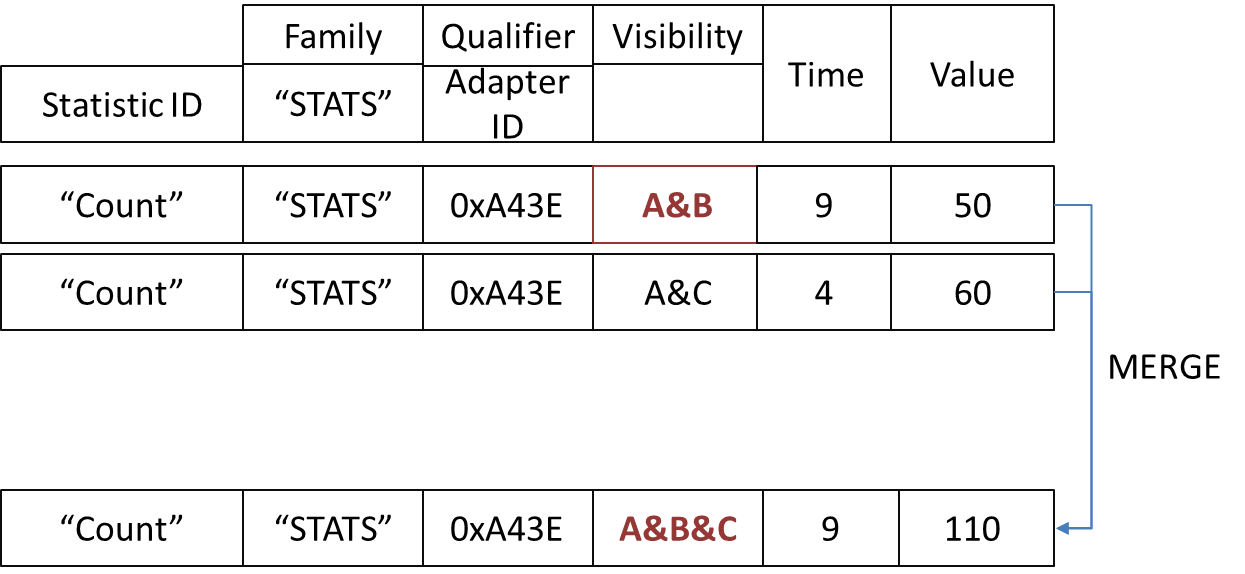 Family Qualifier Visibility Time Value
Statistic ID “STATS” Adapter
ID
“Count” “STATS” 0xA43E A&B 9 50
“Count” “STATS” 0xA43E A&C 4 60
MERGE
“Count” “STATS” 0xA43E A&B&C 9 110